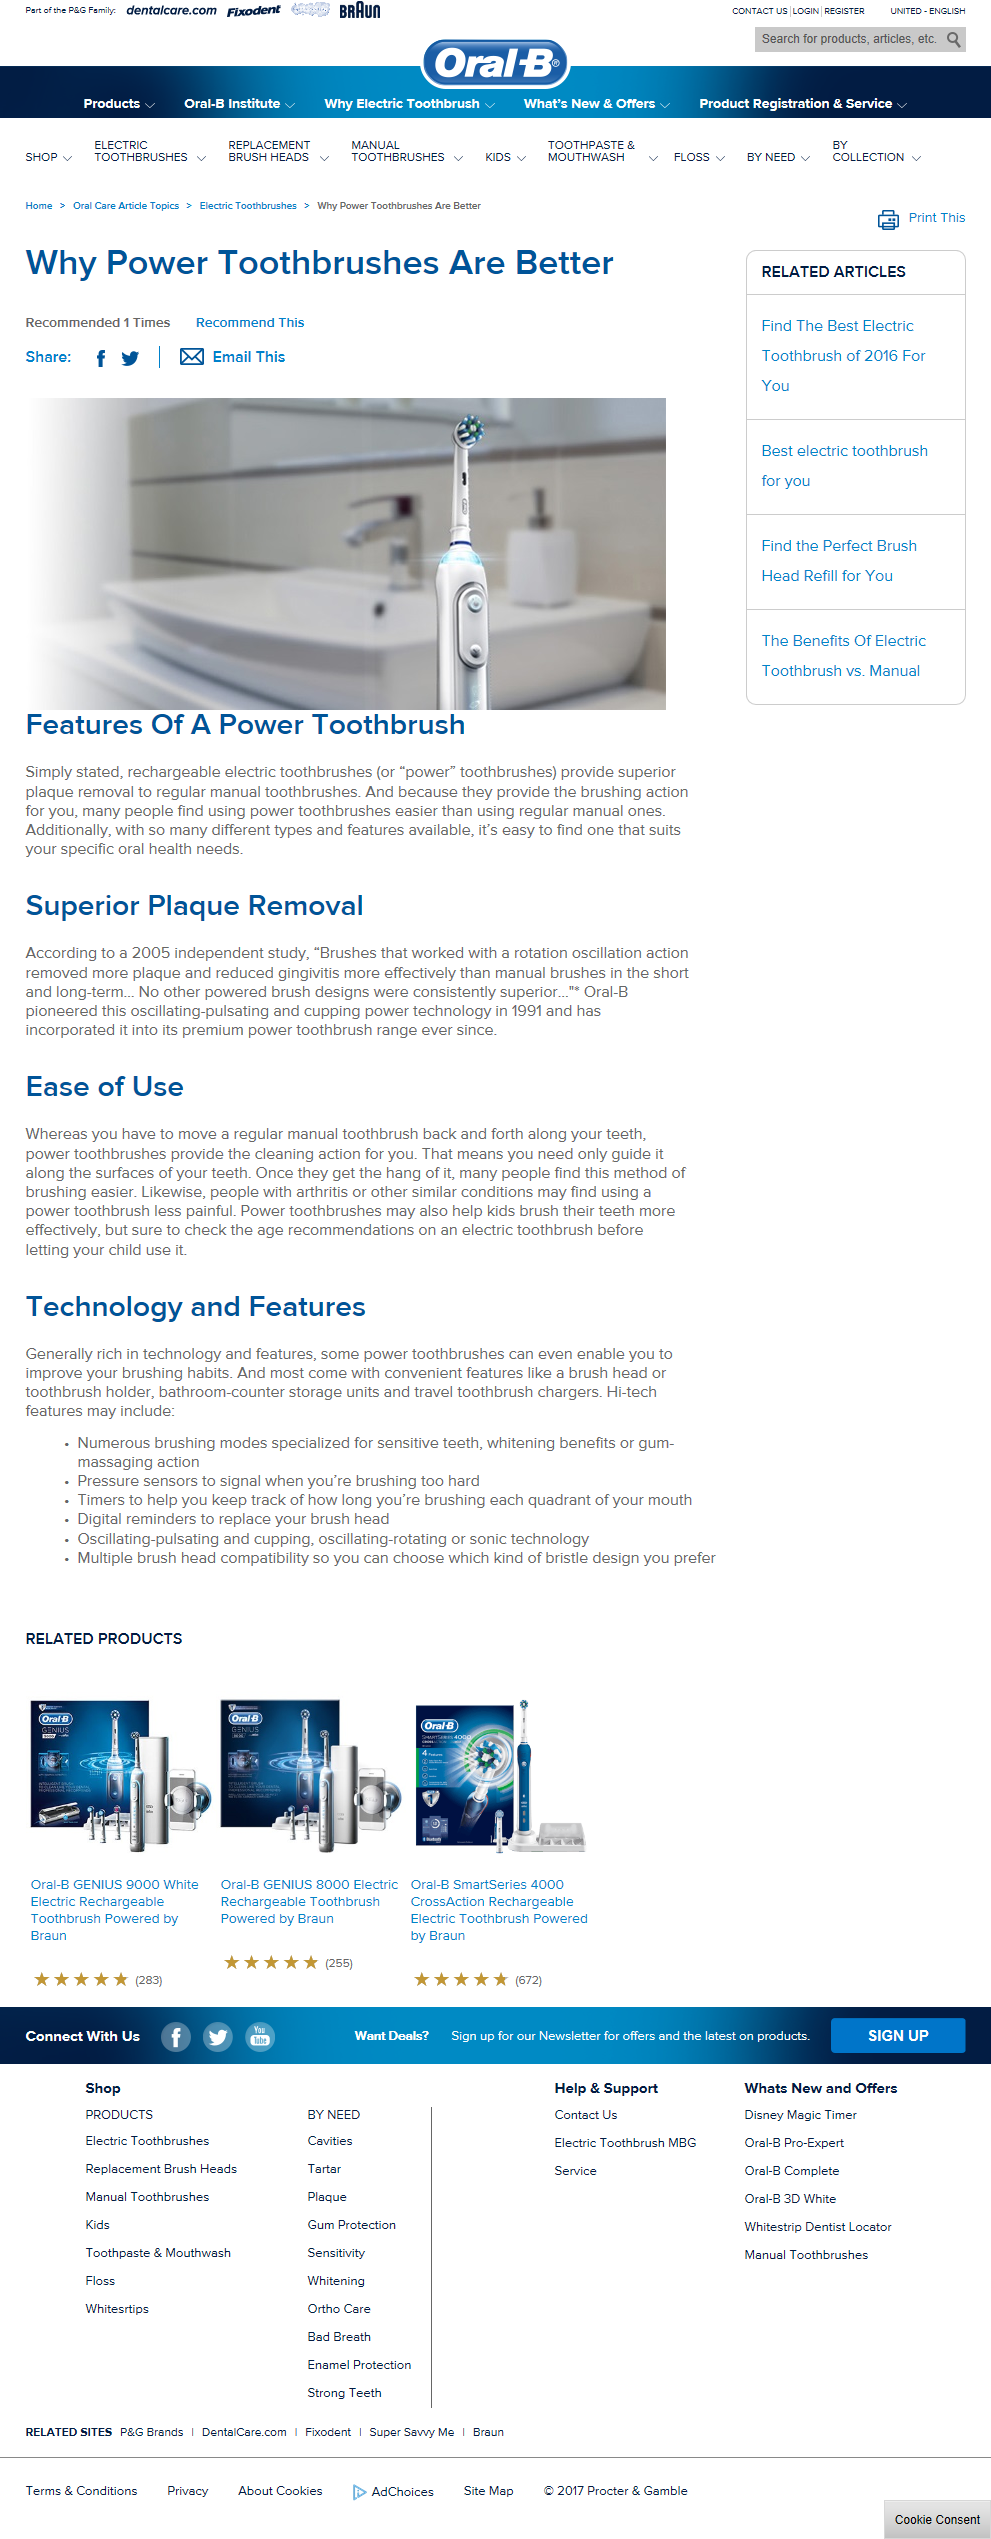 Part of the P&G Family: dentalcare.com Fixodent BRAUN
CONTACT US | LOGIN | REGISTER UNITED - ENGLISH
Search for products, articles, etc.
Oral-B®
Products Oral-B Institute Why Electric Toothbrush What's New & Offers Product Registration & Service
SHOP ELECTRIC TOOTHBRUSHES REPLACEMENT BRUSH HEADS MANUAL TOOTHBRUSHES KIDS TOOTHPASTE & MOUTHWASH FLOSS BY NEED BY COLLECTION
Home > Oral Care Article Topics > Electric Toothbrushes > Why Power Toothbrushes Are Better
Print This
Why Power Toothbrushes Are Better
Recommended 1 Times Recommend This
Share: Email This
RELATED ARTICLES
Find The Best Electric
Toothbrush of 2016 For
You
Best electric toothbrush
for you
Find the Perfect Brush
Head Refill for You
The Benefits Of Electric
Toothbrush vs. Manual
Features Of A Power Toothbrush
Simply stated, rechargeable electric toothbrushes (or “power” toothbrushes) provide superior
plaque removal to regular manual toothbrushes. And because they provide the brushing action
for you, many people find using power toothbrushes easier than using regular manual ones.
Additionally, with so many different types and features available, it’s easy to find one that suits
your specific oral health needs.
Superior Plaque Removal
According to a 2005 independent study, “Brushes that worked with a rotation oscillation action
removed more plaque and reduced gingivitis more effectively than manual brushes in the short
and long-term... No other powered brush designs were consistently superior..."* Oral-B
pioneered this oscillating-pulsating and cupping power technology in 1991 and has
incorporated it into its premium power toothbrush range ever since.
Ease of Use
Whereas you have to move a regular manual toothbrush back and forth along your teeth,
power toothbrushes provide the cleaning action for you. That means you need only guide it
along the surfaces of your teeth. Once they get the hang of it, many people find this method of
brushing easier. Likewise, people with arthritis or other similar conditions may find using a
power toothbrush less painful. Power toothbrushes may also help kids brush their teeth more
effectively, but sure to check the age recommendations on an electric toothbrush before
letting your child use it.
Technology and Features
Generally rich in technology and features, some power toothbrushes can even enable you to
improve your brushing habits. And most come with convenient features like a brush head or
toothbrush holder, bathroom-counter storage units and travel toothbrush chargers. Hi-tech
features may include:
• Numerous brushing modes specialized for sensitive teeth, whitening benefits or gum-
massaging action
• Pressure sensors to signal when you’re brushing too hard
• Timers to help you keep track of how long you’re brushing each quadrant of your mouth
• Digital reminders to replace your brush head
• Oscillating-pulsating and cupping, oscillating-rotating or sonic technology
• Multiple brush head compatibility so you can choose which kind of bristle design you prefer
RELATED PRODUCTS
Oral-B GENIUS
Oral-B GENIUS
Oral-B SMARTSERIES 4000
Oral-B GENIUS 9000 White
Electric Rechargeable
Toothbrush Powered by
Braun
(283)
Oral-B GENIUS 8000 Electric
Rechargeable Toothbrush
Powered by Braun
(255)
Oral-B SmartSeries 4000
CrossAction Rechargeable
Electric Toothbrush Powered
by Braun
(672)
Connect With Us You Tube Want Deals? Sign up for our Newsletter for offers and the latest on products. SIGN UP
Shop
PRODUCTS
Electric Toothbrushes
Replacement Brush Heads
Manual Toothbrushes
Kids
Toothpaste & Mouthwash
Floss
Whitesrtips
BY NEED
Cavities
Tartar
Plaque
Gum Protection
Sensitivity
Whitening
Ortho Care
Bad Breath
Enamel Protection
Strong Teeth
Help & Support
Contact Us
Electric Toothbrush MBG
Service
Whats New and Offers
Disney Magic Timer
Oral-B Pro-Expert
Oral-B Complete
Oral-B 3D White
Whitestrip Dentist Locator
Manual Toothbrushes
RELATED SITES P&G Brands | DentalCare.com | Fixodent | Super Savvy Me | Braun
Terms & Conditions Privacy About Cookies AdChoices Site Map © 2017 Procter & Gamble
Cookie Consent